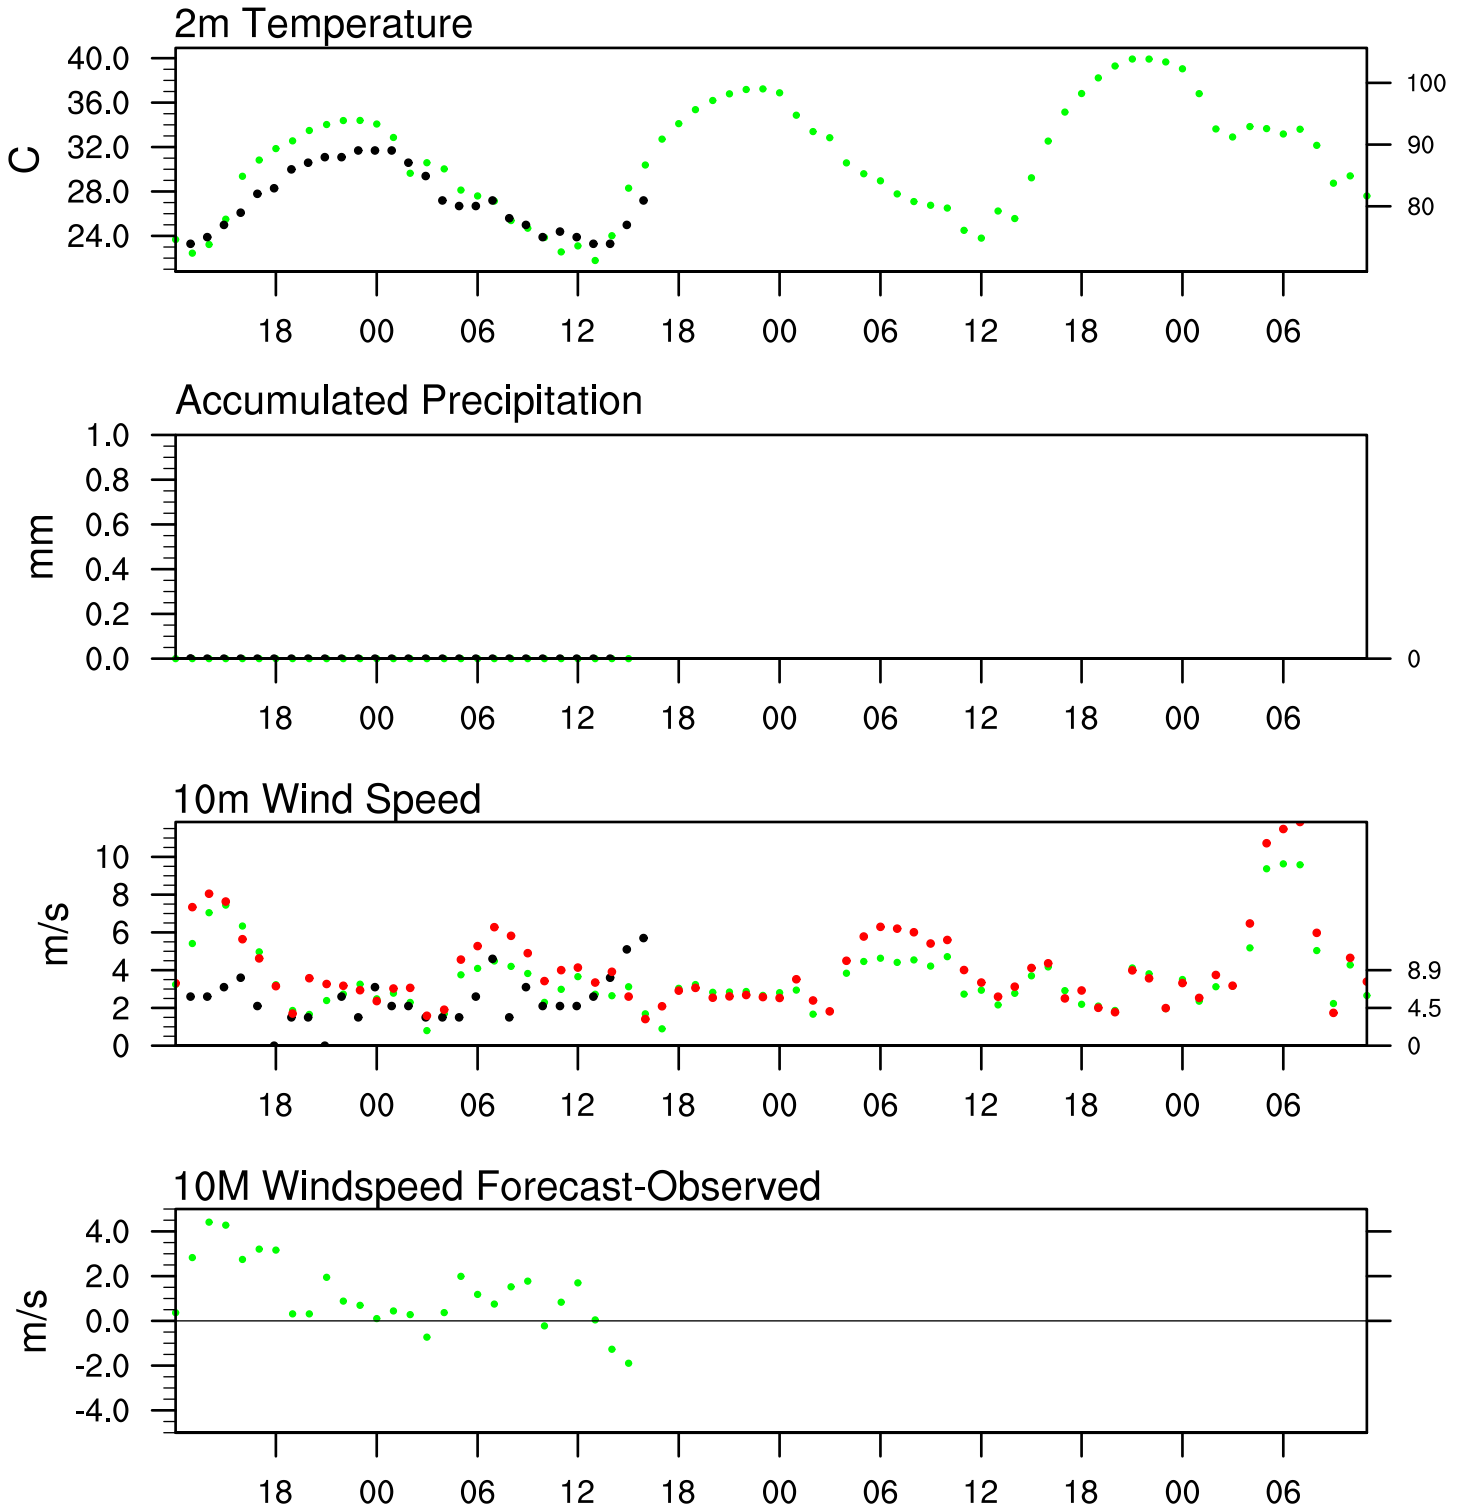 2m Temperature
40.0
36.0
32.0
28.0
24.0
C
100
90
80
18 00 06 12 18 00 06 12 18 00 06
Accumulated Precipitation
1.0
0.8
0.6
0.4
0.2
0.0
mm
0
18 00 06 12 18 00 06 12 18 00 06
10m Wind Speed
10
8
6
4
2
0
m/s
8.9
4.5
0
18 00 06 12 18 00 06 12 18 00 06
10M Windspeed Forecast-Observed
4.0
2.0
0.0
-2.0
-4.0
m/s
18 00 06 12 18 00 06 12 18 00 06